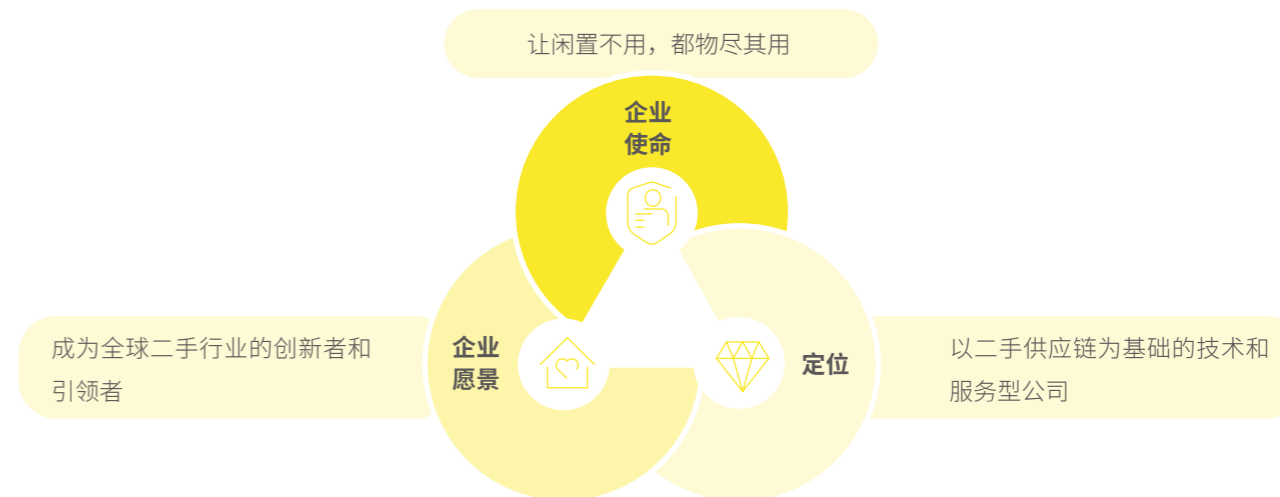 让闲置不用，都物尽其用
企业
使命
企业
愿景
成为全球二手行业的创新者和
引领者
定位
以二手供应链为基础的技术和
服务型公司